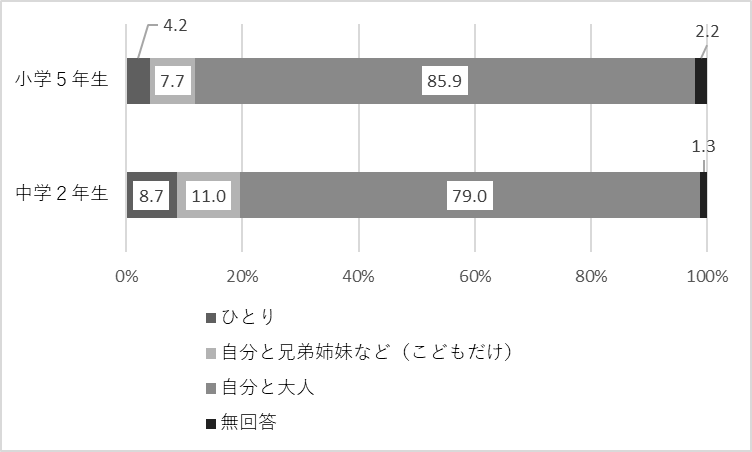 4.2
2.2
小学５年生
7.7
85.9
1.3
中学２年生
8.7
11.0
79.0
0% 20% 40% 60% 80% 100%
ひとり
自分と兄弟姉妹など（こどもだけ）
自分と大人
無回答